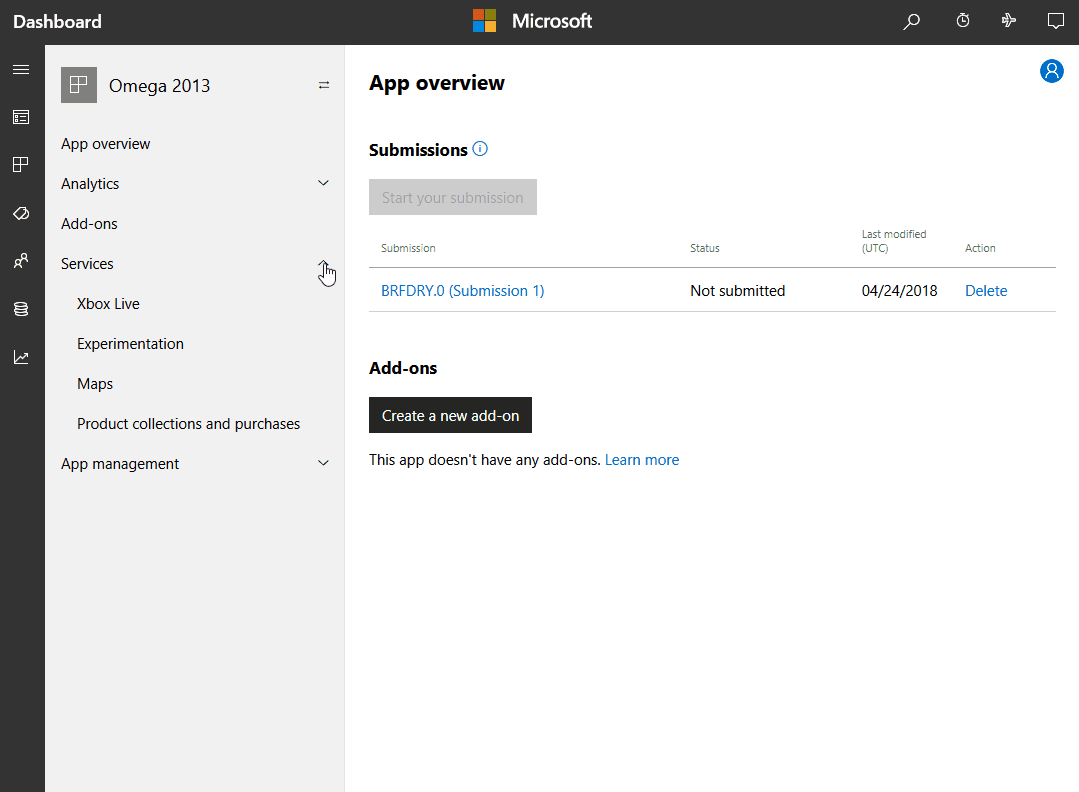 Dashboard
Microsoft
Omega 2013
App overview
Analytics
Add-ons
Services
Xbox Live
Experimentation
Maps
Product collections and purchases
App management
App overview
Submissions
Start your submission
Submission Status Last modified (UTC) Action
BRFDRY.0 (Submission 1) Not submitted 04/24/2018 Delete
Add-ons
Create a new add-on
This app doesn't have any add-ons. Learn more